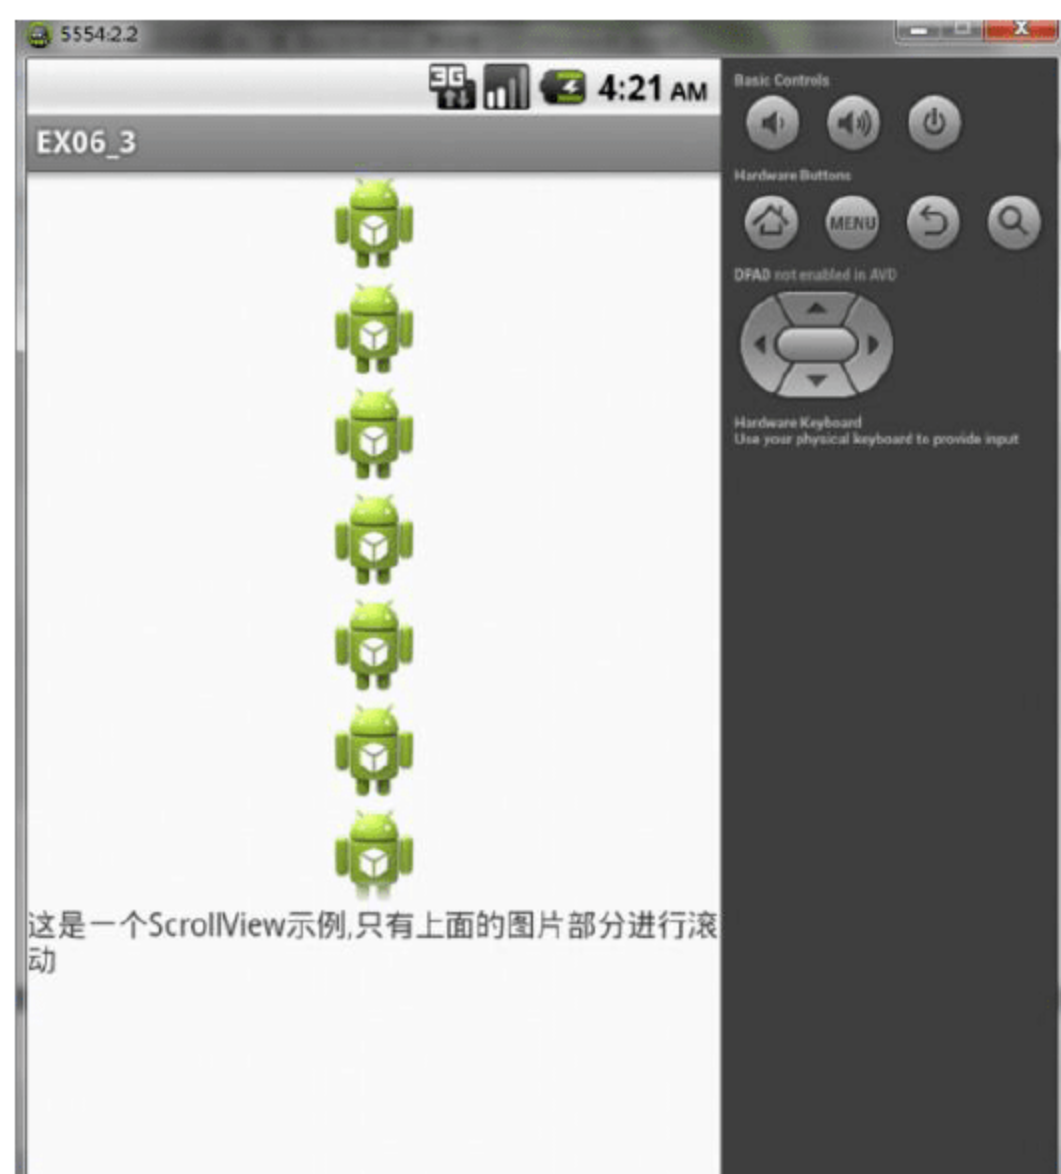 5554:2.2
3G
4:21 AM
EX06_3
这是一个ScrollView示例,只有上面的图片部分进行滚
动
Basic Controls
Hardware Buttons
MENU
DPAD not enabled in AVD
Hardware Keyboard
Use your physical keyboard to provide input